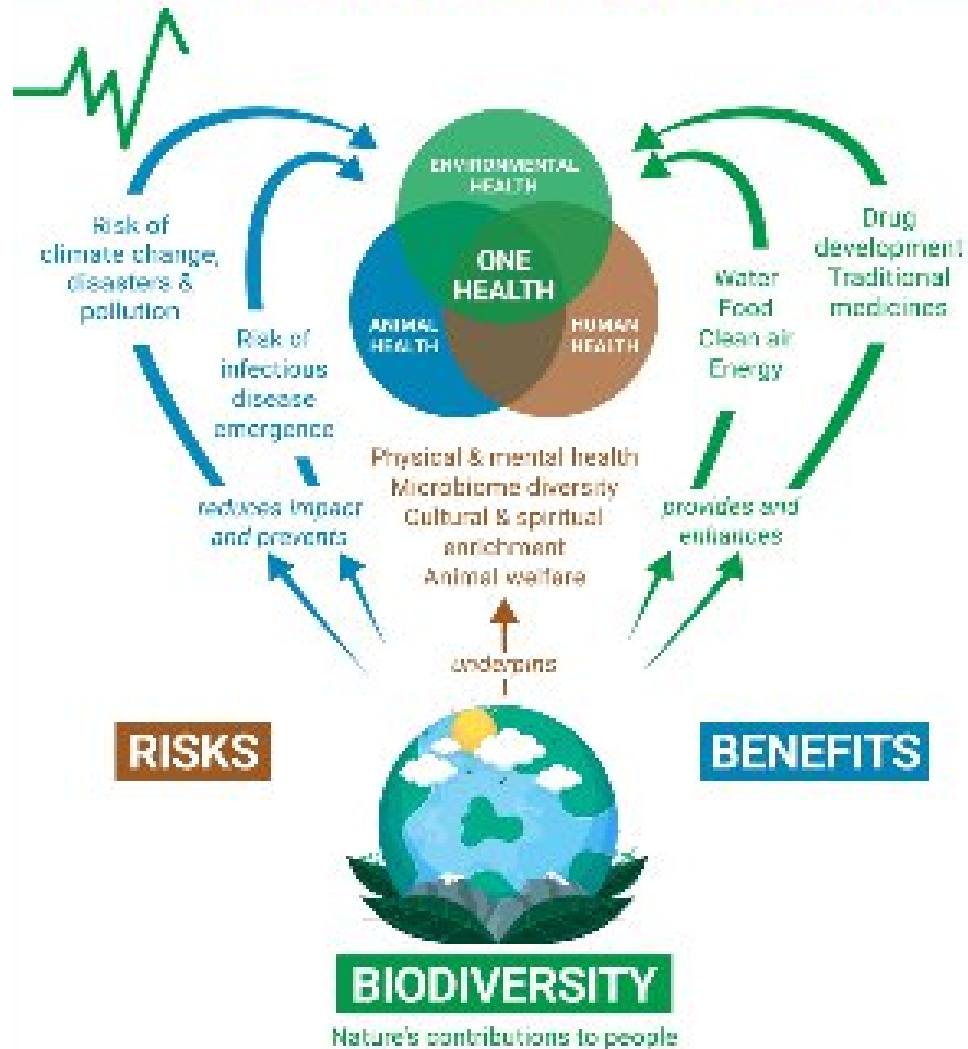 ENVIRONMENTAL
HEALTH
ONE
HEALTH
ANIMAL
HEALTH
HUMAN
HEALTH
Risk of
climate change,
disasters &
pollution
Risk of
infectious
disease
emergence
reduces impact
and prevents
Physical & mental health
Microbiome diversity
Cultural & spiritual
enrichment
Animal welfare
underpins
Water
Food
Clean air
Energy
Drug
development
Traditional
medicines
provides and
enhances
RISKS
BENEFITS
BIODIVERSITY
Nature's contributions to people